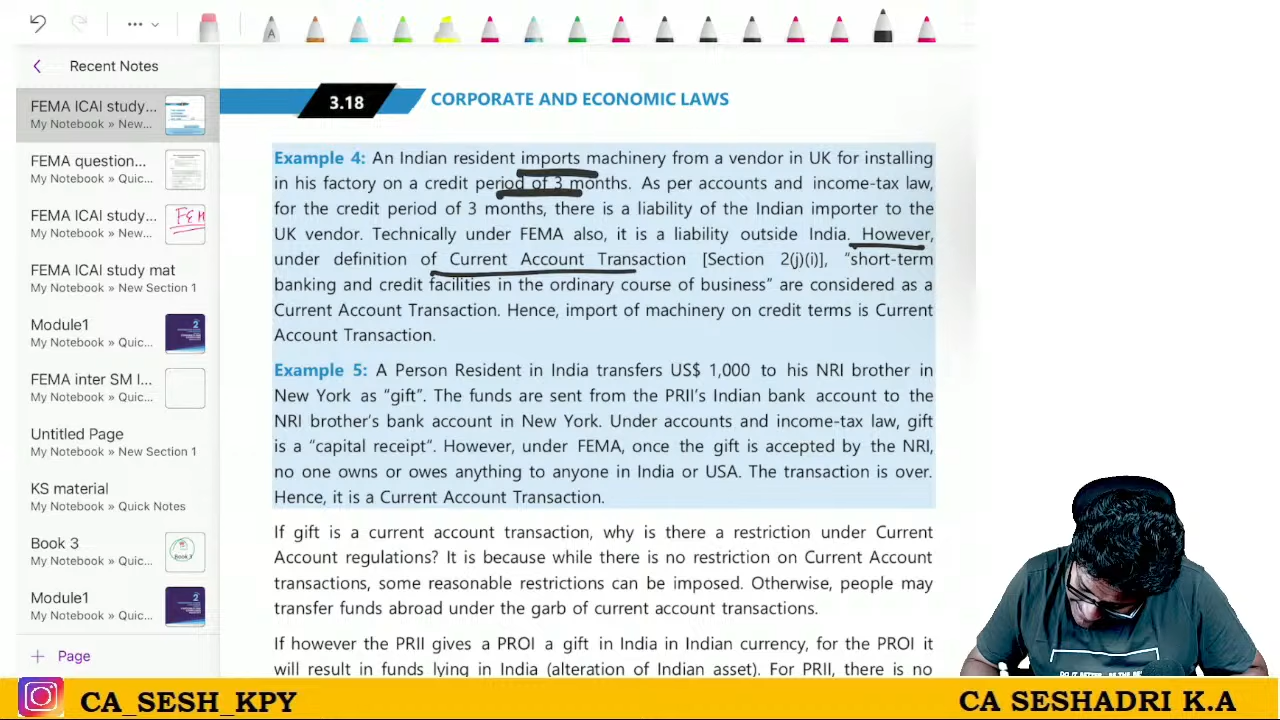 Recent Notes
FEMA ICAI study...
My Notebook » New...
FEMA question...
My Notebook » Quic...
FEMA ICAI study...
My Notebook » New...
FEMA ICAI study mat
My Notebook » New Section 1
Module1
My Notebook » Quic...
FEMA inter SM I...
My Notebook » Quic...
Untitled Page
My Notebook » New Section 1
KS material
My Notebook » Quick Notes
Book 3
My Notebook » Quic...
Module1
My Notebook » Quic...
Page
3.18 CORPORATE AND ECONOMIC LAWS
Example 4: An Indian resident imports machinery from a vendor in UK for installing
in his factory on a credit period of 3 months. As per accounts and income-tax law,
for the credit period of 3 months, there is a liability of the Indian importer to the
UK vendor. Technically under FEMA also, it is a liability outside India. However,
under definition of Current Account Transaction [Section 2(j)(i)], “short-term
banking and credit facilities in the ordinary course of business” are considered as a
Current Account Transaction. Hence, import of machinery on credit terms is Current
Account Transaction.
Example 5: A Person Resident in India transfers US$ 1,000 to his NRI brother in
New York as “gift”. The funds are sent from the PRII’s Indian bank account to the
NRI brother’s bank account in New York. Under accounts and income-tax law, gift
is a “capital receipt”. However, under FEMA, once the gift is accepted by the NRI,
no one owns or owes anything to anyone in India or USA. The transaction is over.
Hence, it is a Current Account Transaction.
If gift is a current account transaction, why is there a restriction under Current
Account regulations? It is because while there is no restriction on Current Account
transactions, some reasonable restrictions can be imposed. Otherwise, people may
transfer funds abroad under the garb of current account transactions.
If however the PRII gives a PROI a gift in India in Indian currency, for the PROI it
will result in funds lying in India (alteration of Indian asset). For PRII, there is no
CA_SESH_KPY
CA SESHADRI K.A